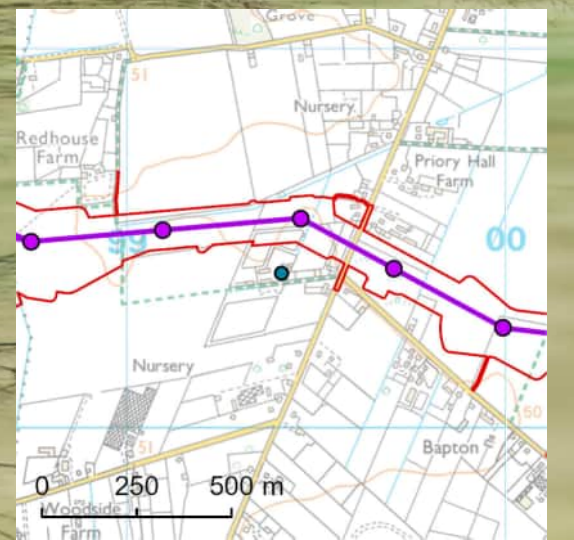 Grove
51
Nursery
Redhouse
Farm
Priory Hall
Farm
99
00
Nursery
50
51
Bapton
0 250 500 m
Woodside
Farm